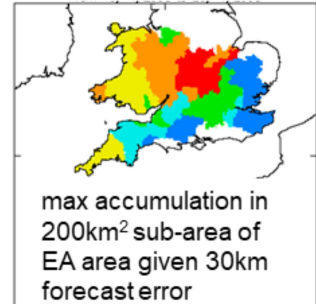 max accumulation in
200km² sub-area of
EA area given 30km
forecast error